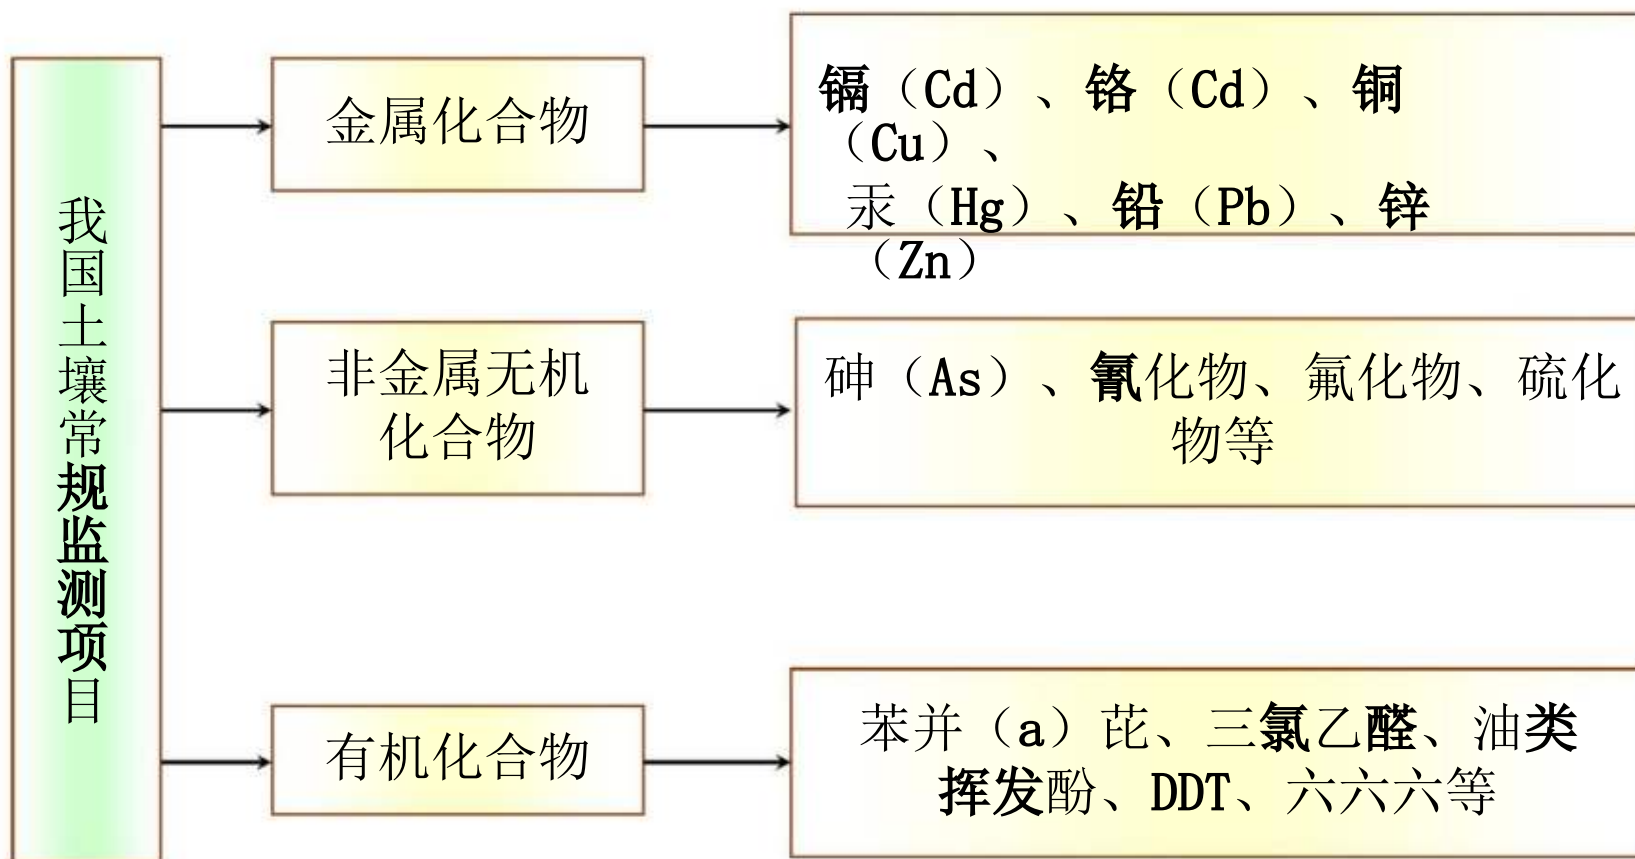 我国土壤常规监测项目
金属化合物
镉（Cd）、铬（Cd）、铜
（Cu）、
汞（Hg）、铅（Pb）、锌
（Zn）
非金属无机
化合物
砷（As）、氰化物、氟化物、硫化
物等
有机化合物
苯并（a）芘、三氯乙醛、油类
挥发酚、DDT、六六六等